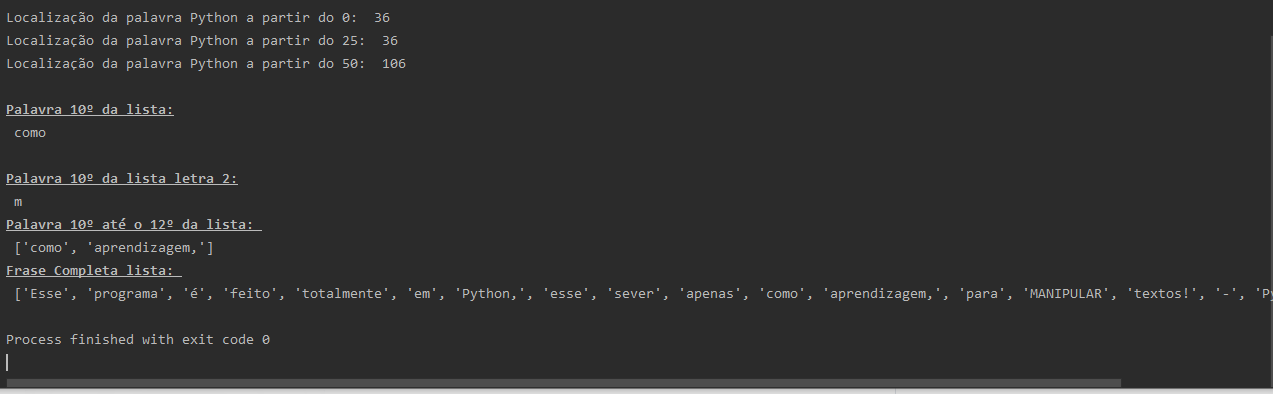 Localização da palavra Python a partir do 0:  36
Localização da palavra Python a partir do 25:  36
Localização da palavra Python a partir do 50:  106
Palavra 10º da lista:
como
Palavra 10º da lista letra 2:
m
Palavra 10º até o 12º da lista:
['como', 'aprendizagem,']
Frase Completa lista:
['Esse', 'programa', 'é', 'feito', 'totalmente', 'em', 'Python,', 'esse', 'sever', 'apenas', 'como', 'aprendizagem,', 'para', 'MANIPULAR', 'textos!', '-',
Process finished with exit code 0